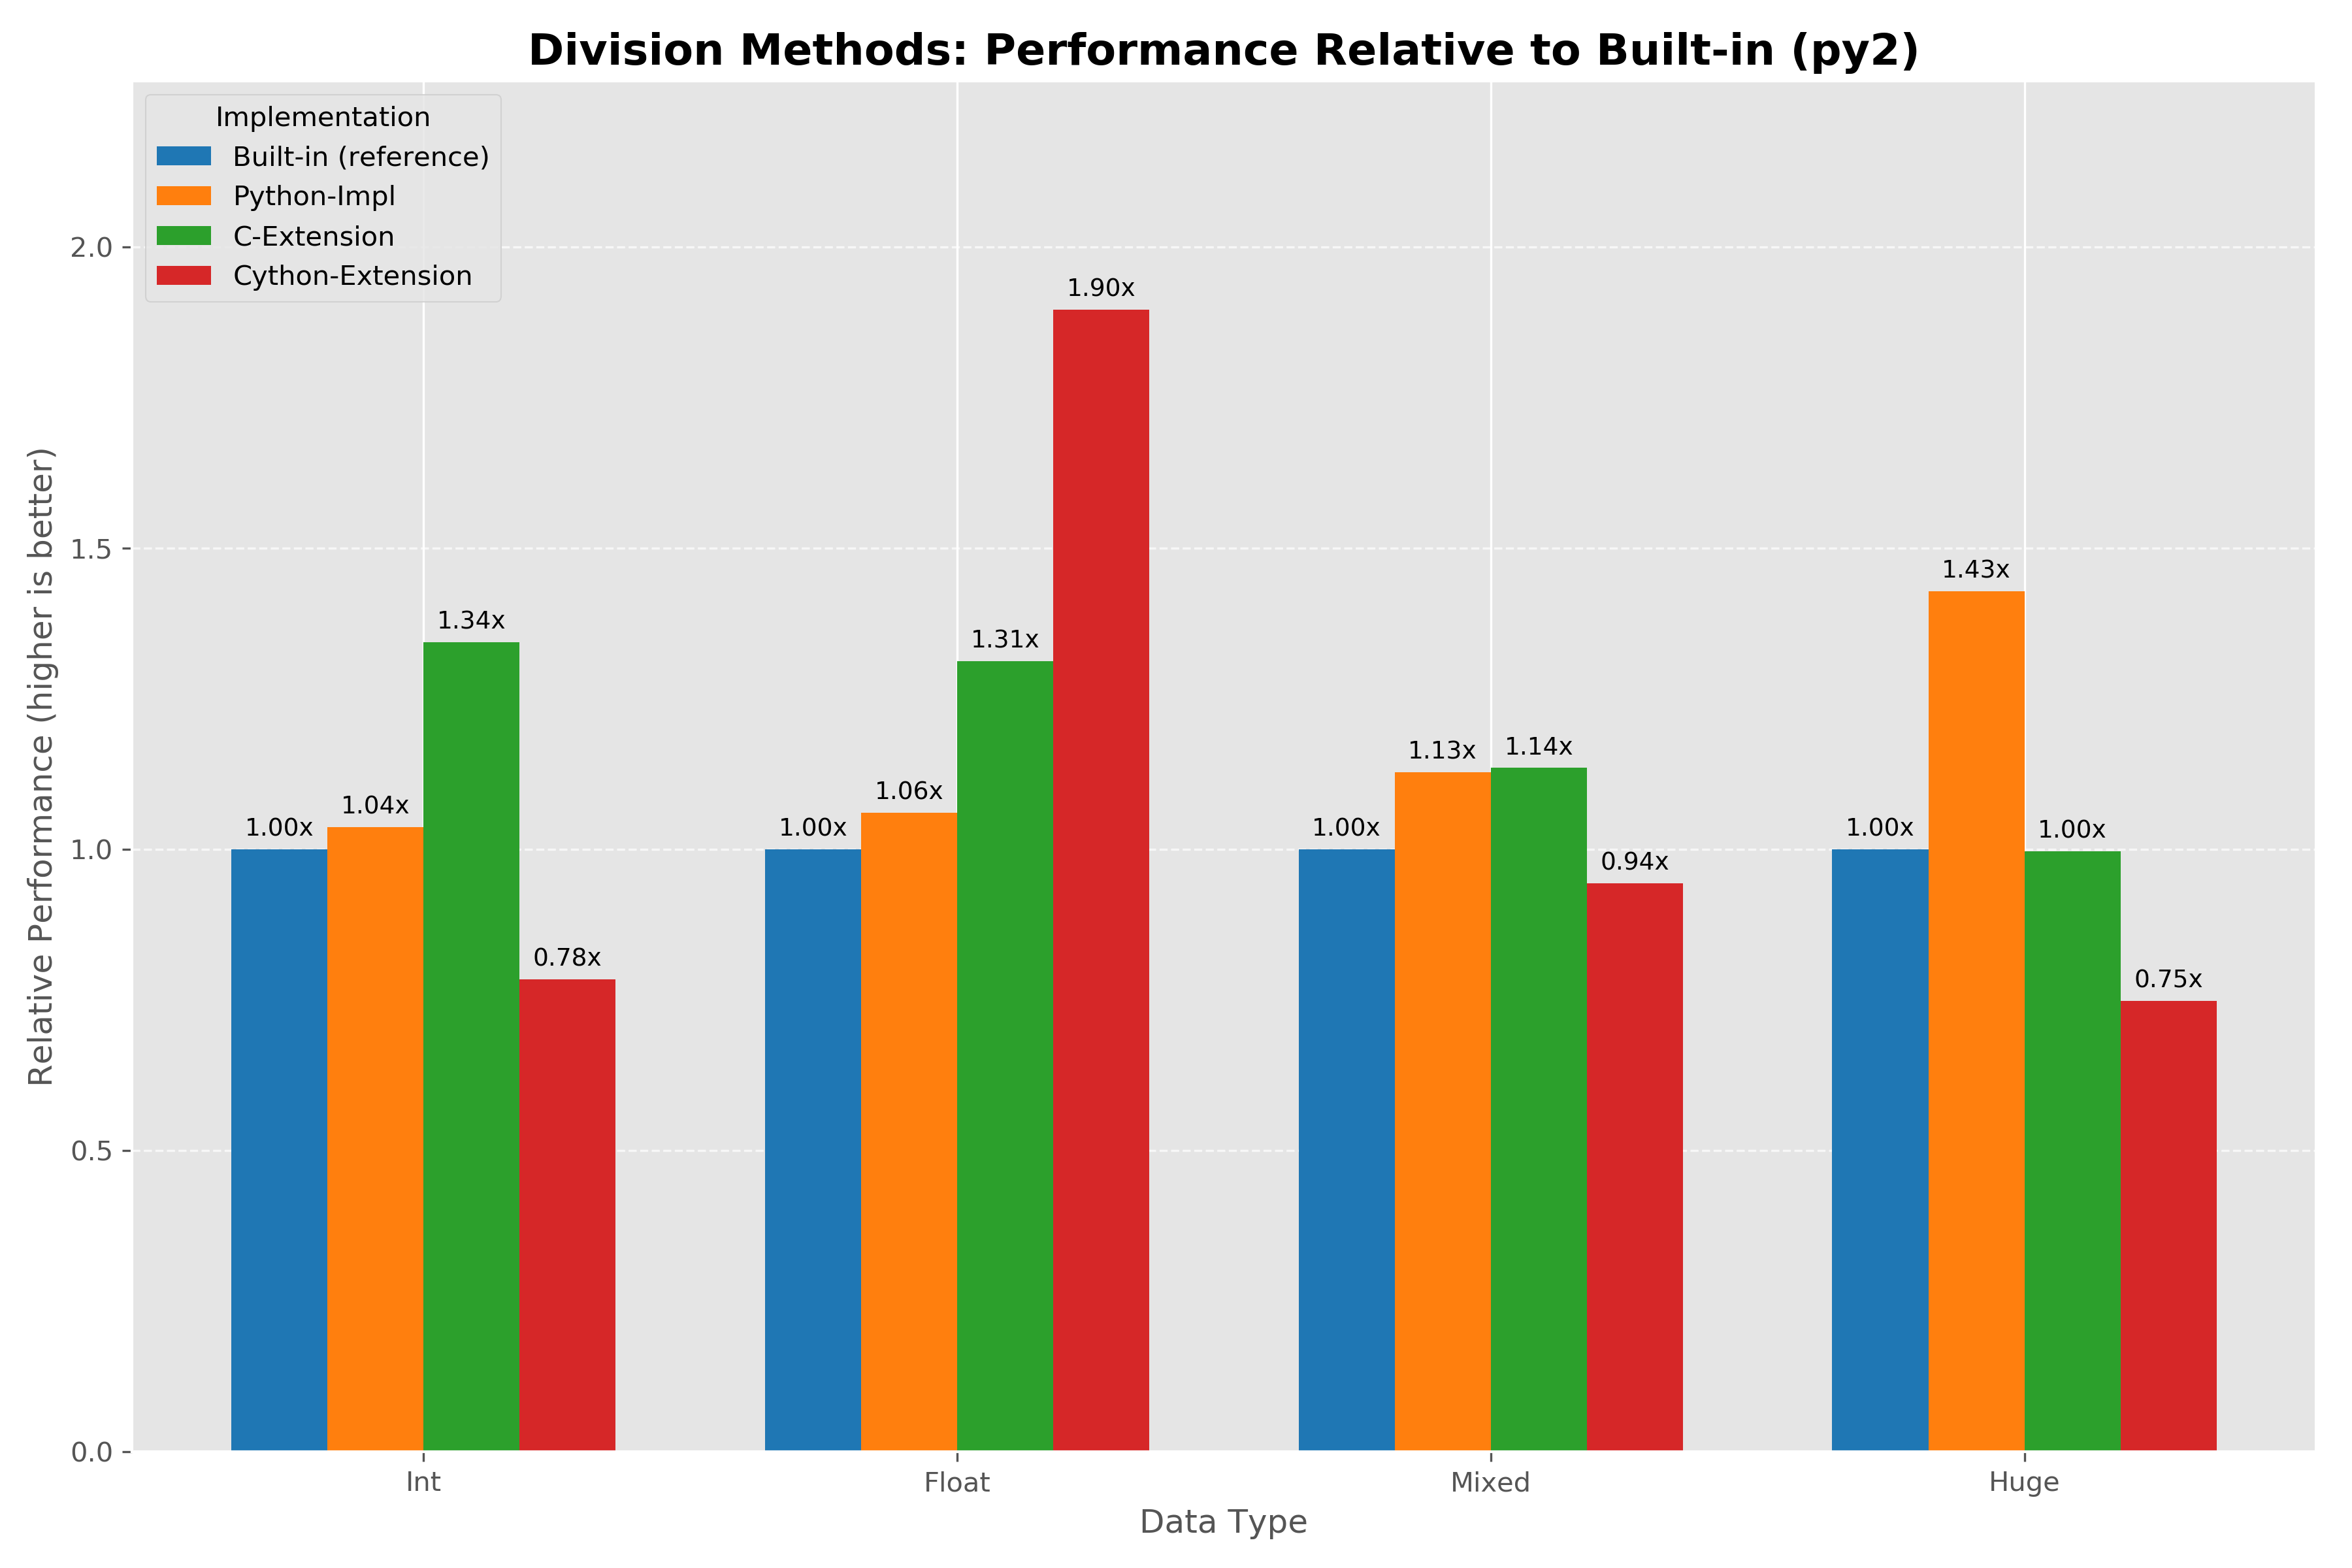 Division Methods: Performance Relative to Built-in (py2)
Implementation
Built-in (reference)
Python-Impl
C-Extension
Cython-Extension
Relative Performance (higher is better)
2.0
1.5
1.0
0.5
0.0
1.00x
1.04x
1.34x
0.78x
1.00x
1.06x
1.31x
1.90x
1.00x
1.13x
1.14x
0.94x
1.00x
1.43x
1.00x
0.75x
Int
Float
Mixed
Huge
Data Type